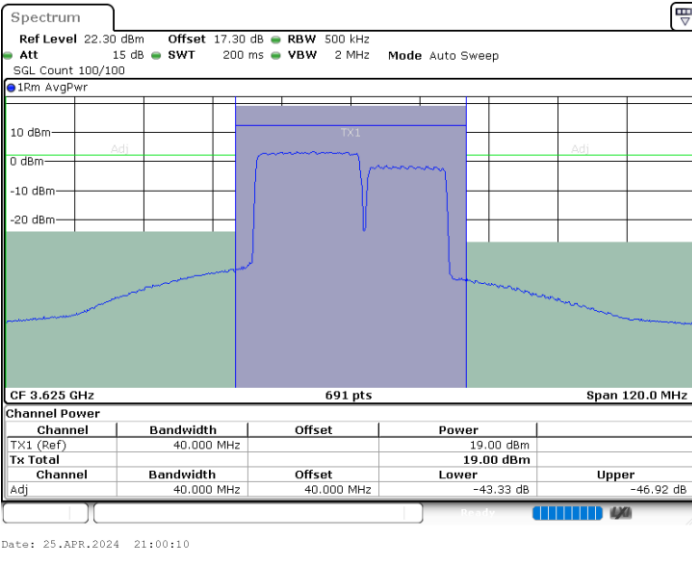 Spectrum
Ref Level 22.30 dBm Offset 17.30 dB RBW 500 kHz
Att 15 dB SWT 200 ms VBW 2 MHz Mode Auto Sweep
SGL Count 100/100
1Rm AvgPwr
10 dBm
TX1
Adj
Adj
0 dBm
-10 dBm
-20 dBm
CF 3.625 GHz 691 pts Span 120.0 MHz
Channel Power
Channel Bandwidth Offset Power
TX1 (Ref) 40.000 MHz 19.00 dBm
Tx Total 19.00 dBm
Channel Bandwidth Offset Lower Upper
Adj 40.000 MHz 40.000 MHz -43.33 dB -46.92 dB
Ready
Date: 25.APR.2024 21:00:10